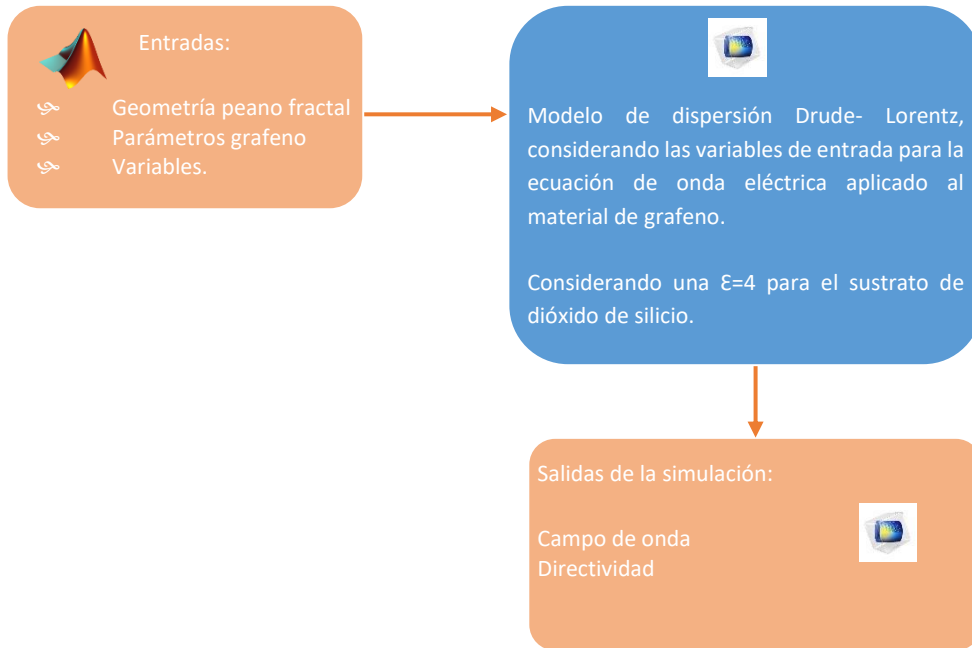 Entradas:
Geometría peano fractal
Parámetros grafeno
Variables.
Modelo de dispersión Drude- Lorentz,
considerando las variables de entrada para la
ecuación de onda eléctrica aplicado al
material de grafeno.
Considerando una Ɛ=4 para el sustrato de
dióxido de silicio.
Salidas de la simulación:
Campo de onda
Directividad